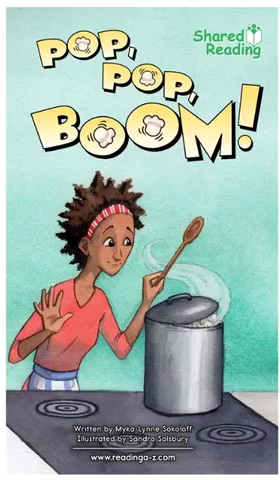 Shared
Reading
POP,
POP,
BOOM!
Written by Myka-Lynne Sokoloff
Illustrated by Sandra Salsbury
www.readinga-z.com